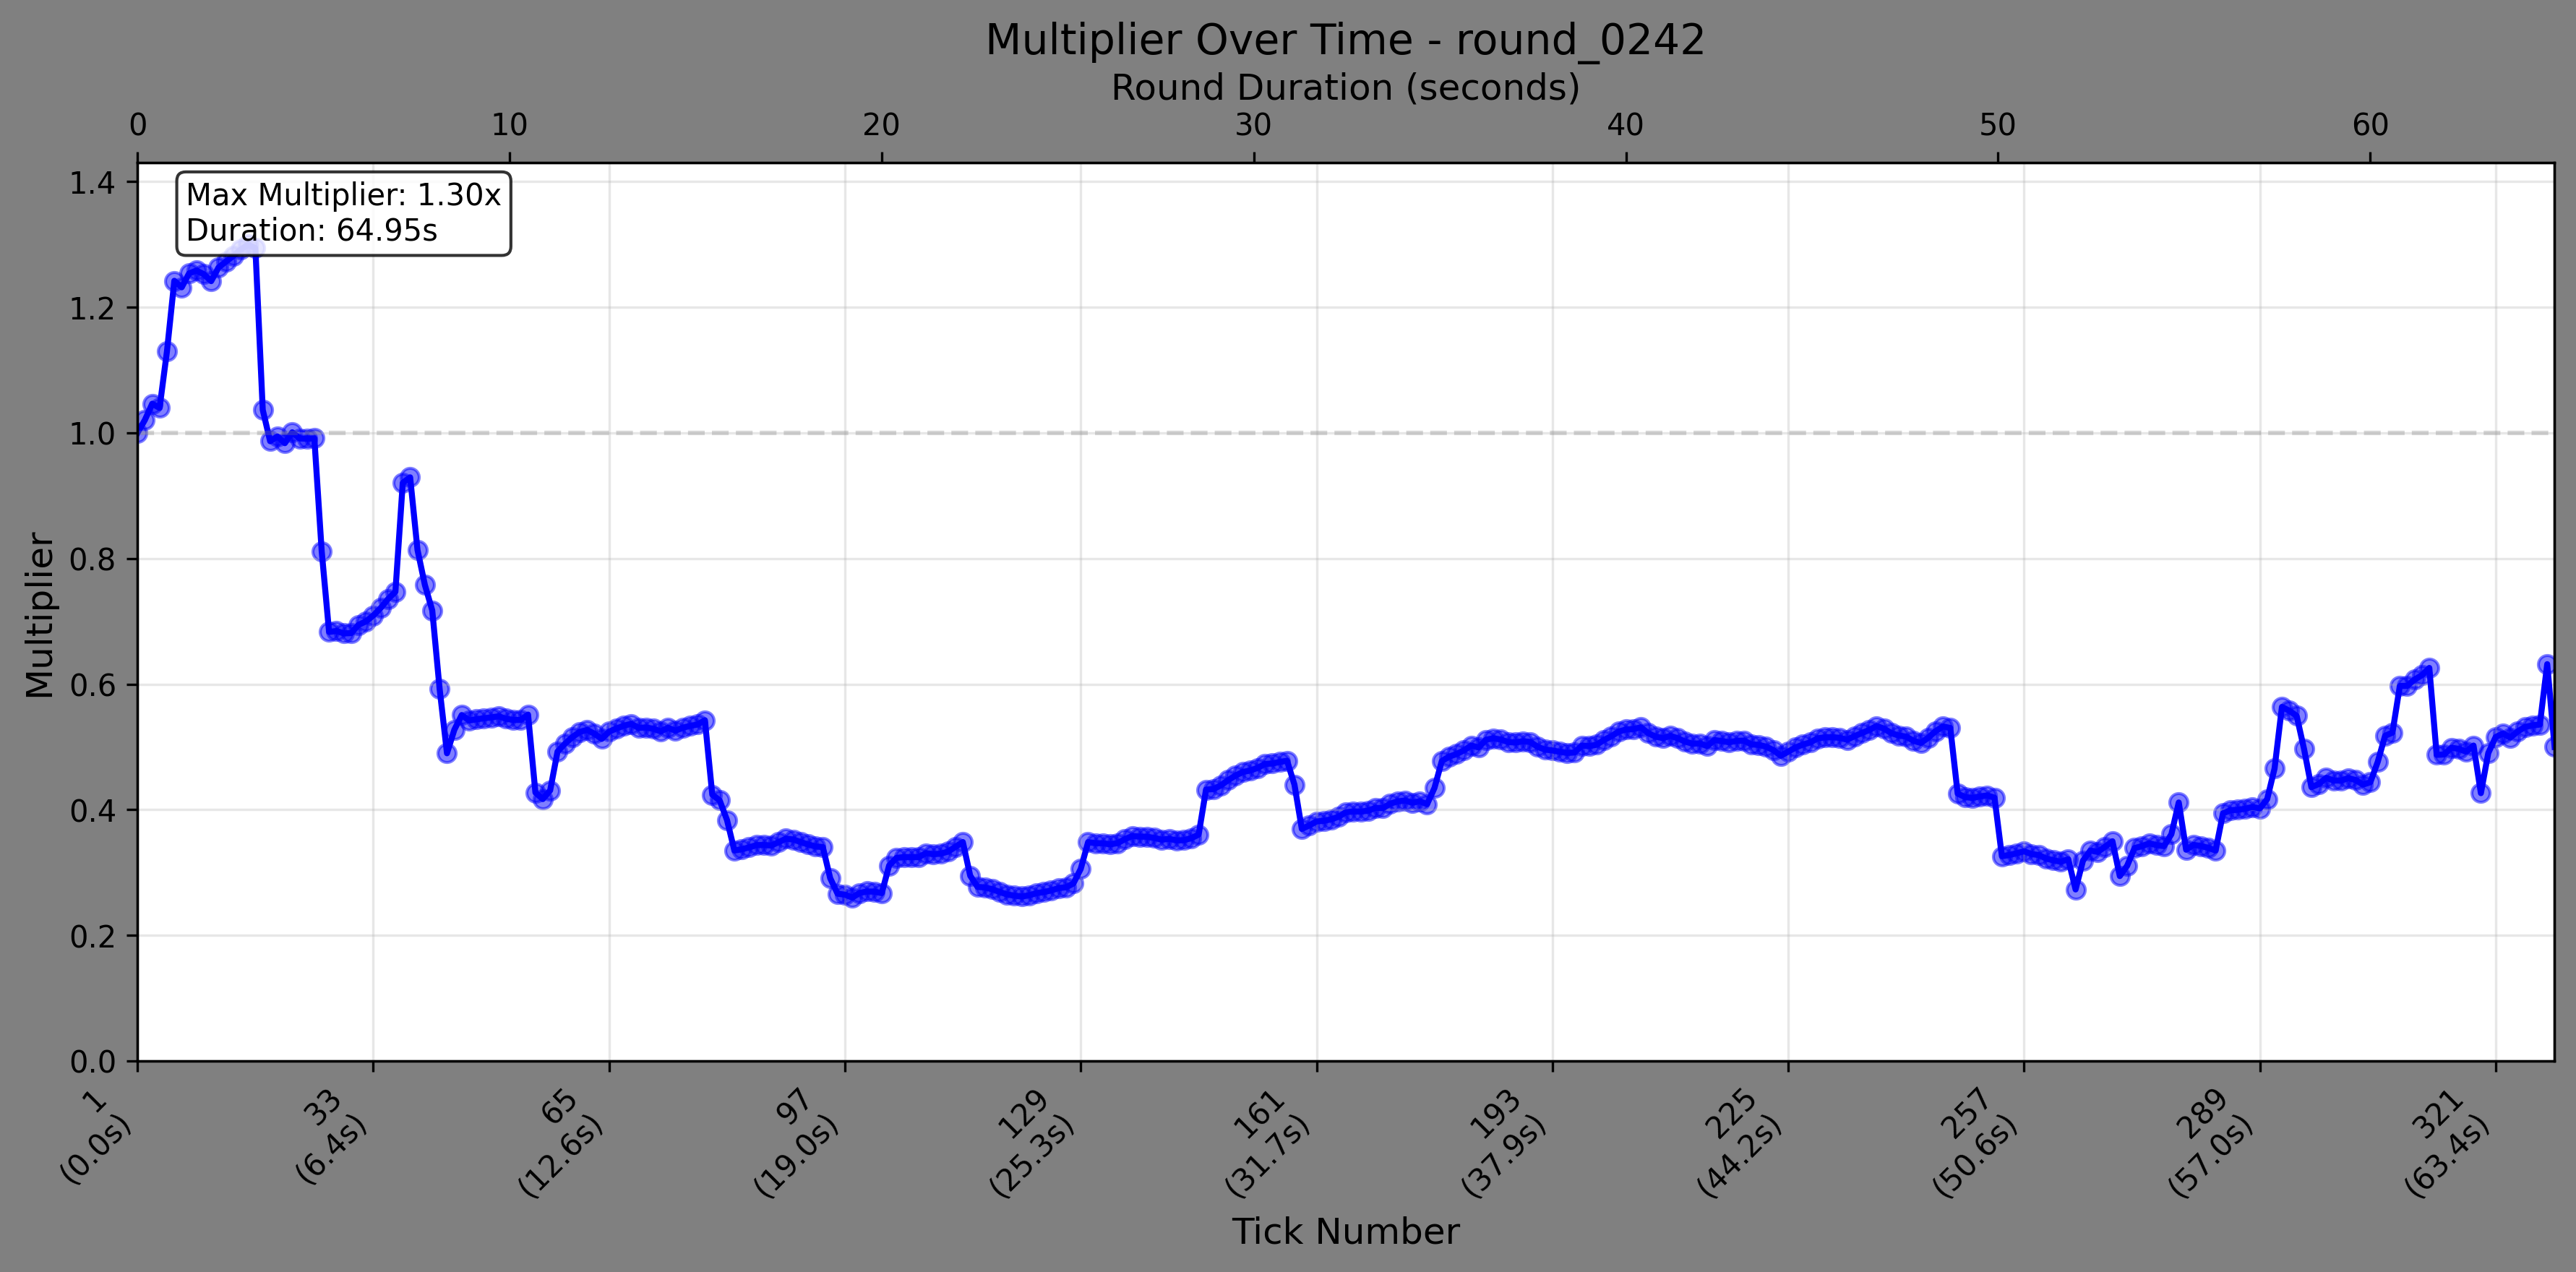 Multiplier Over Time - round_0242
Round Duration (seconds)
0 10 20 30 40 50 60
Max Multiplier: 1.30x
Duration: 64.95s
Multiplier
1.4
1.2
1.0
0.8
0.6
0.4
0.2
0.0
1
(0.0s)
33
(6.4s)
65
(12.6s)
97
(19.0s)
129
(25.3s)
161
(31.7s)
193
(37.9s)
225
(44.2s)
257
(50.6s)
289
(57.0s)
321
(63.4s)
Tick Number